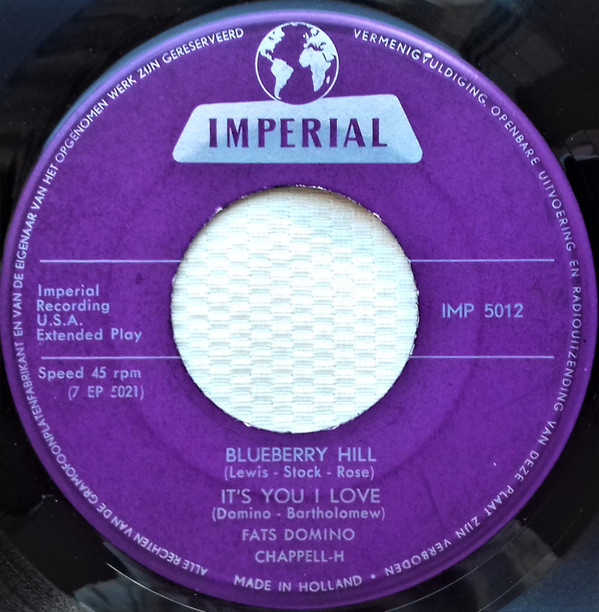 ALLE RECHTEN VAN DE GRAMOFOONPLATENFABRIKANT EN VAN DE EIGENAAR VAN HET OPGENOMEN WERK ZIJN GERESERVEERD
VERMENIGVULDIGING, OPENBARE UITVOERING EN RADIOUITZENDING VAN DEZE PLAAT ZIJN VERBODEN
IMPERIAL
Imperial
Recording
U.S.A.
Extended Play
IMP 5012
Speed 45 rpm
(7 EP 5021)
BLUEBERRY HILL
(Lewis - Stock - Rose)
IT'S YOU I LOVE
(Domino - Bartholomew)
FATS DOMINO
CHAPPELL-H
MADE IN HOLLAND •